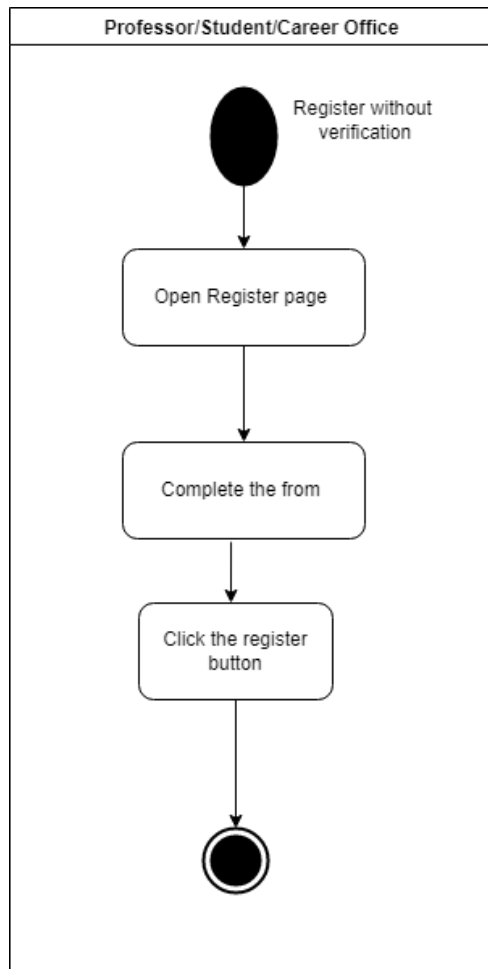 Professor/Student/Career Office
Register without
verification
Open Register page
Complete the from
Click the register
button